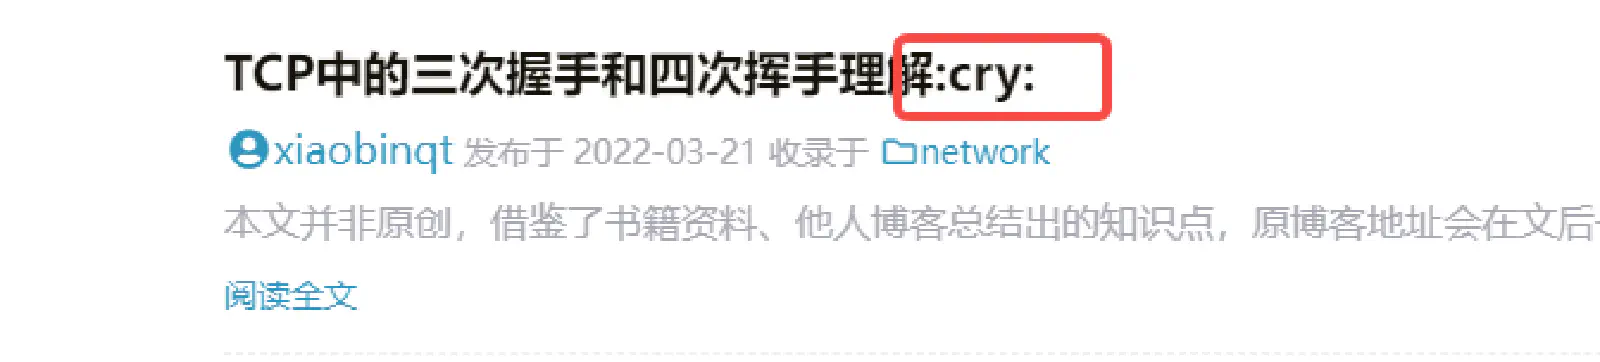 TCP中的三次握手和四次挥手理解:cry:
xiaobinqt 发布于 2022-03-21 收录于 network
本文并非原创，借鉴了书籍资料、他人博客总结出的知识点，原博客地址会在文后
阅读全文